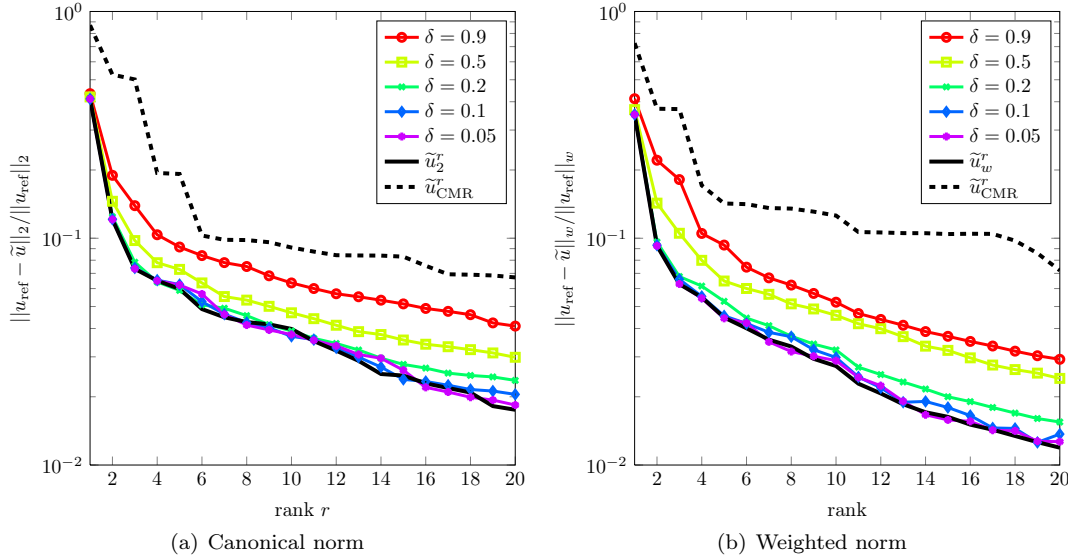 10^0
10^{-1}
10^{-2}
||u_ref − ũ||_2/||u_ref||_2
δ = 0.9
δ = 0.5
δ = 0.2
δ = 0.1
δ = 0.05
ũ_2^r
ũ_CMR^r
2 4 6 8 10 12 14 16 18 20
rank r
(a) Canonical norm
10^0
10^{-1}
10^{-2}
||u_ref − ũ||_w/||u_ref||_w
δ = 0.9
δ = 0.5
δ = 0.2
δ = 0.1
δ = 0.05
ũ_w^r
ũ_CMR^r
2 4 6 8 10 12 14 16 18 20
rank
(b) Weighted norm